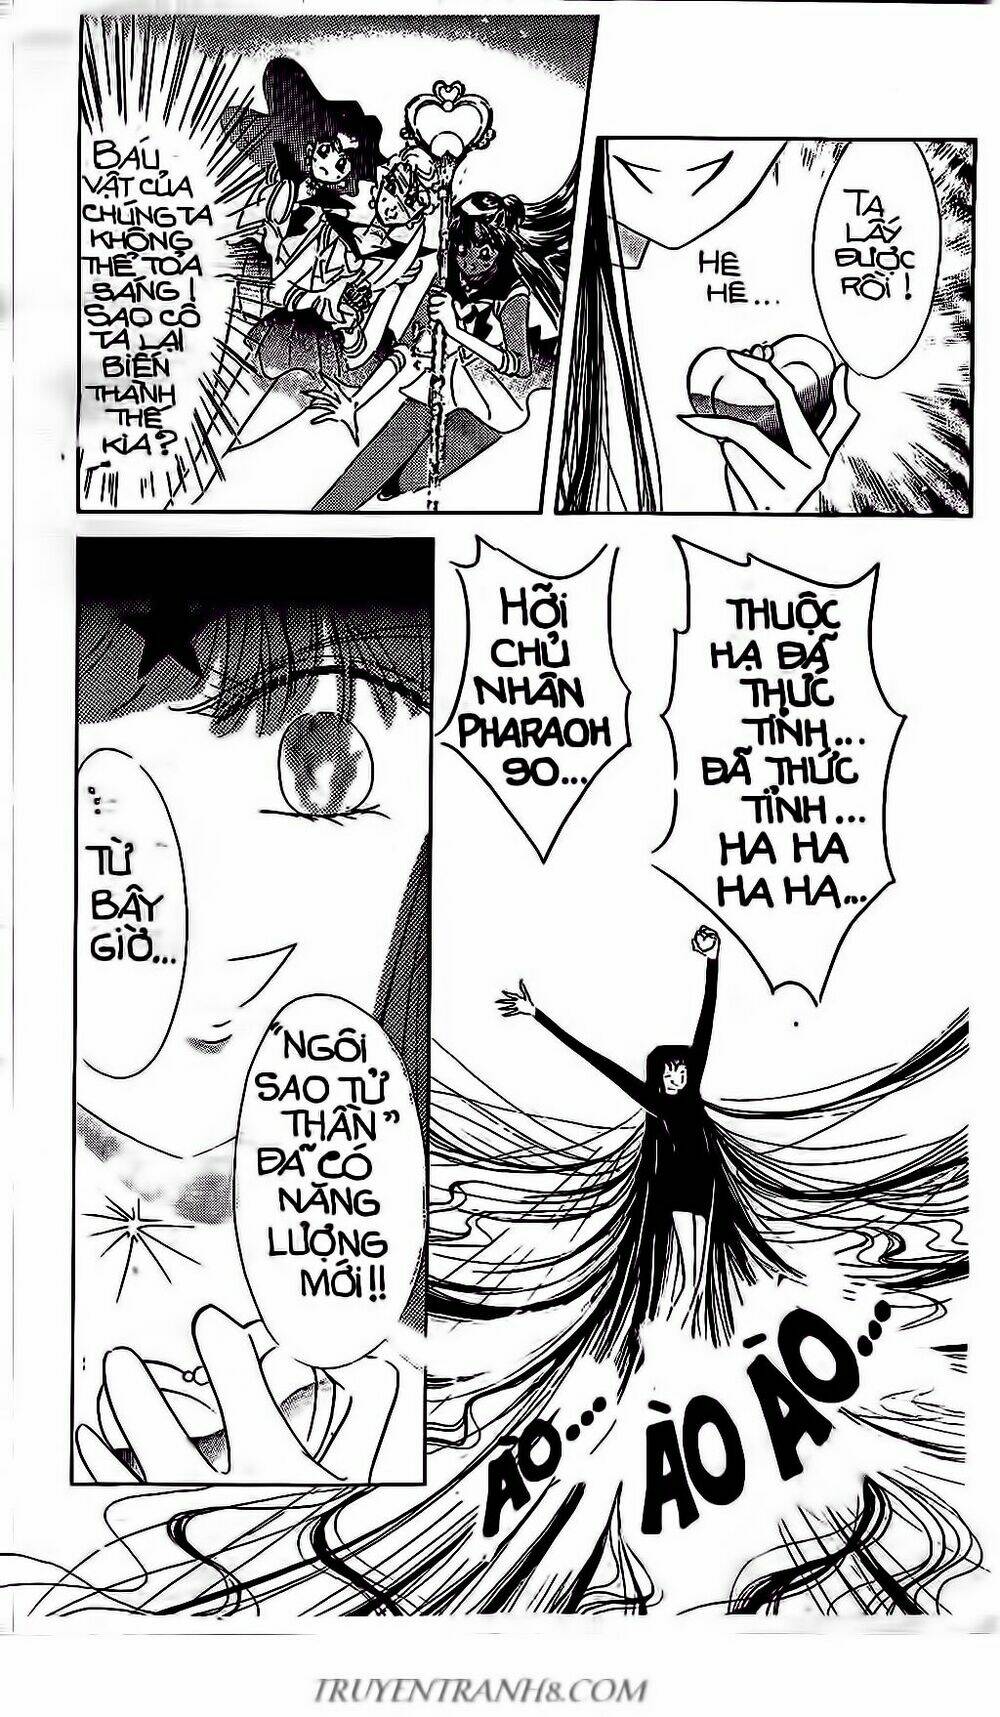 TA
LẤY
ĐƯỢC
RỒI!
HÊ
HÊ...
BÁU
VẬT CỦA
CHÚNG TA
KHÔNG
THỂ TỎA
SÁNG!
SAO CÔ
TA LẠI
BIẾN
THÀNH
THẾ
KIA?
THUỘC
HẠ ĐÃ
THỨC
TỈNH...
ĐÃ THỨC
TỈNH...
HA HA
HA HA...
HỠI
CHỦ
NHÂN
PHARAOH
90...
...
TỪ
BÂY
GIỜ...
"NGÔI
SAO TỬ
THẦN"
ĐÃ CÓ
NĂNG
LƯỢNG
MỚI!!
ÀO...
ÀO ÀO...
TRUYENTRANH8.COM